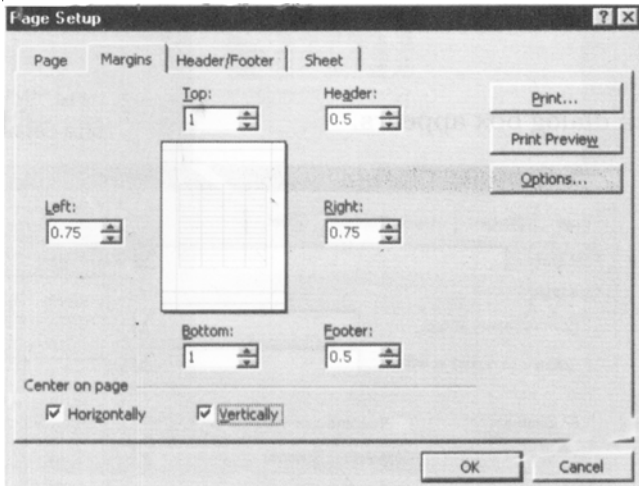 Page Setup
Page Margins Header/Footer Sheet
Top: Header:
1 0.5
Print...
Print Preview
Options...
Left: Right:
0.75 0.75
Bottom: Footer:
1 0.5
Center on page
Horizontally Vertically
OK Cancel